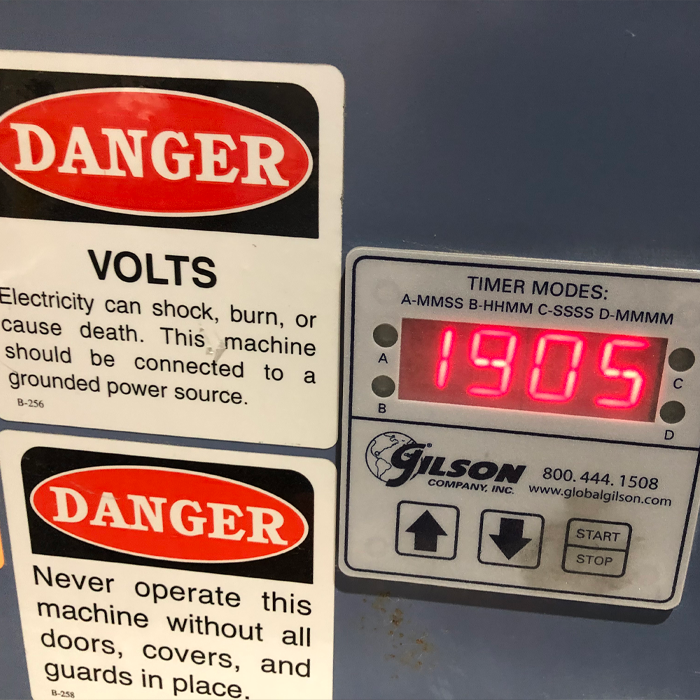 DANGER
VOLTS
Electricity can shock, burn, or
cause death. This machine
should be connected to a
grounded power source.
B-256
DANGER
Never operate this
machine without all
doors, covers, and
guards in place.
B-258
TIMER MODES:
A-MMSS B-HHMM C-SSSS D-MMMM
A
B
1905
C
D
GILSON
COMPANY, INC.
800. 444. 1508
www.globalgilson.com
START
STOP